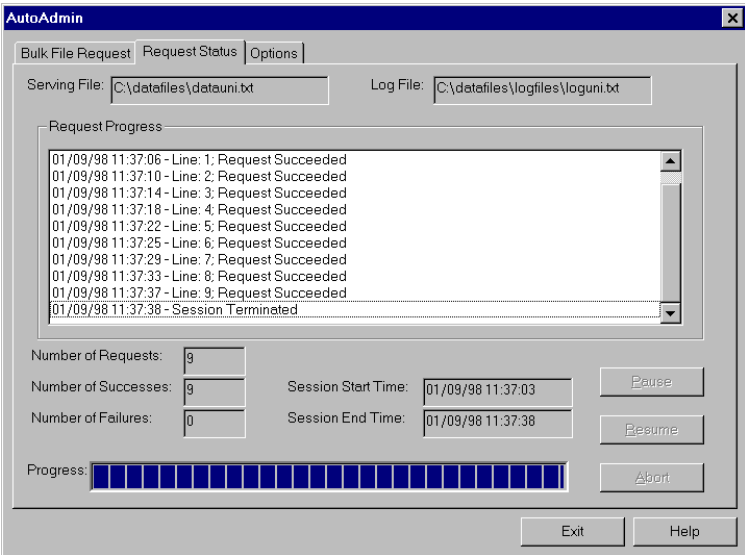 AutoAdmin
Bulk File Request Request Status Options
Serving File: C:\datafiles\datauni.txt Log File: C:\datafiles\logfiles\loguni.txt
Request Progress
01/09/98 11:37:06 - Line: 1; Request Succeeded
01/09/98 11:37:10 - Line: 2; Request Succeeded
01/09/98 11:37:14 - Line: 3; Request Succeeded
01/09/98 11:37:18 - Line: 4; Request Succeeded
01/09/98 11:37:22 - Line: 5; Request Succeeded
01/09/98 11:37:25 - Line: 6; Request Succeeded
01/09/98 11:37:29 - Line: 7; Request Succeeded
01/09/98 11:37:33 - Line: 8; Request Succeeded
01/09/98 11:37:37 - Line: 9; Request Succeeded
01/09/98 11:37:38 - Session Terminated
Number of Requests: 9
Number of Successes: 9 Session Start Time: 01/09/98 11:37:03 Pause
Number of Failures: 0 Session End Time: 01/09/98 11:37:38 Resume
Progress: Abort
Exit Help